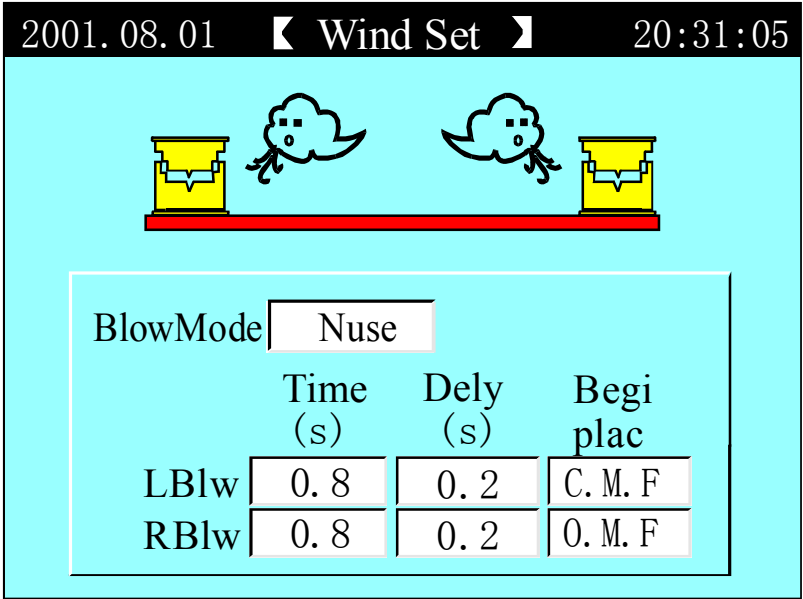 2001.08.01 【 Wind Set 】 20:31:05
BlowMode Nuse
Time Dely Begi
(s) (s) plac
LBlw 0.8 0.2 C.M.F
RBlw 0.8 0.2 O.M.F